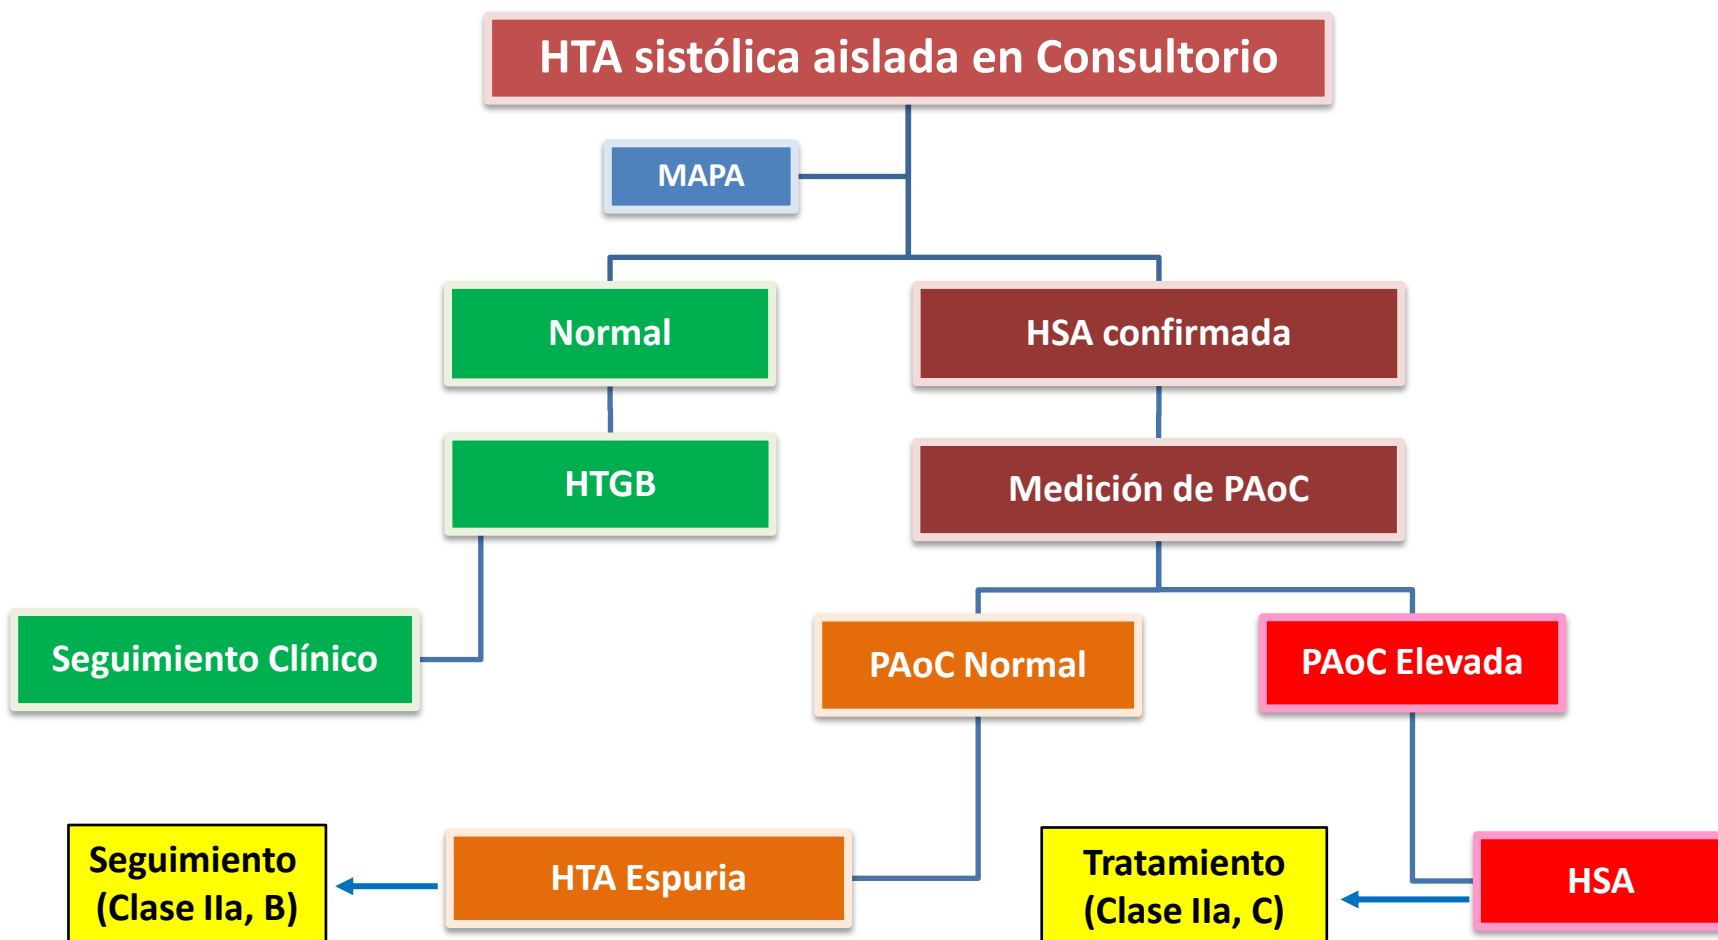 HTA sistólica aislada en Consultorio
MAPA
Normal
HSA confirmada
HTGB
Medición de PAoC
Seguimiento Clínico
PAoC Normal
PAoC Elevada
Seguimiento
(Clase IIa, B)
HTA Espuria
Tratamiento
(Clase IIa, C)
HSA